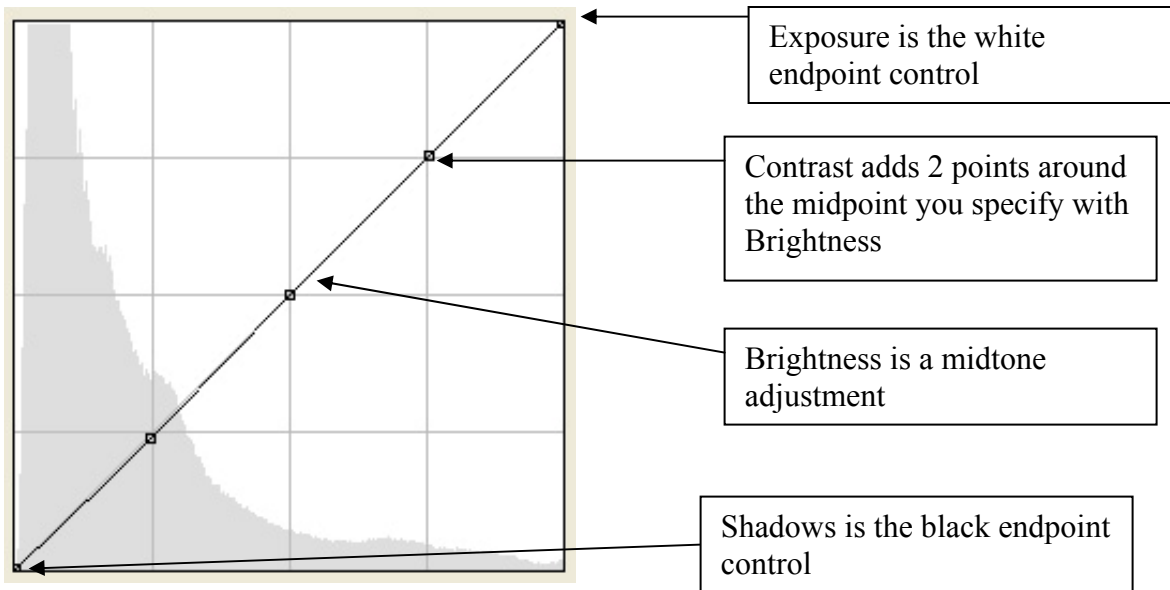 Exposure is the white
endpoint control
Contrast adds 2 points around
the midpoint you specify with
Brightness
Brightness is a midtone
adjustment
Shadows is the black endpoint
control